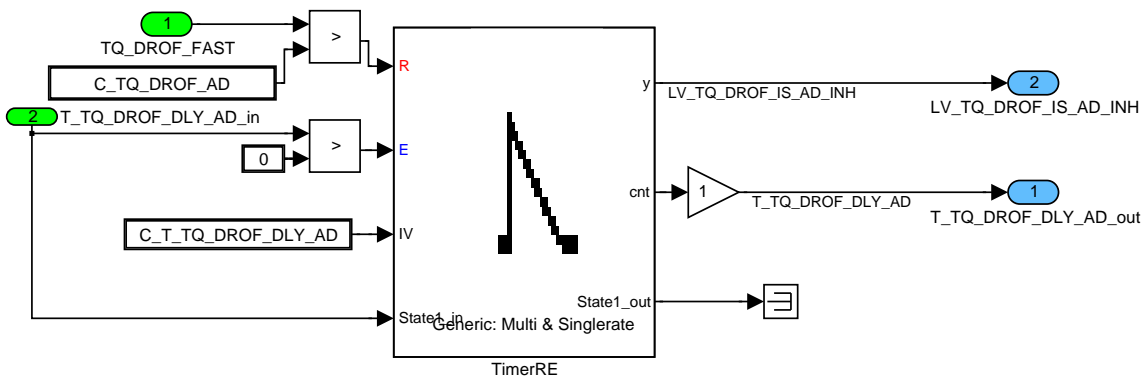 1
TQ_DROF_FAST
>
C_TQ_DROF_AD
R
2
T_TQ_DROF_DLY_AD_in
>
0
E
C_T_TQ_DROF_DLY_AD
IV
State1_in
Generic: Multi & Singlerate
TimerRE
y
LV_TQ_DROF_IS_AD_INH
2
LV_TQ_DROF_IS_AD_INH
cnt
1
T_TQ_DROF_DLY_AD
1
T_TQ_DROF_DLY_AD_out
State1_out